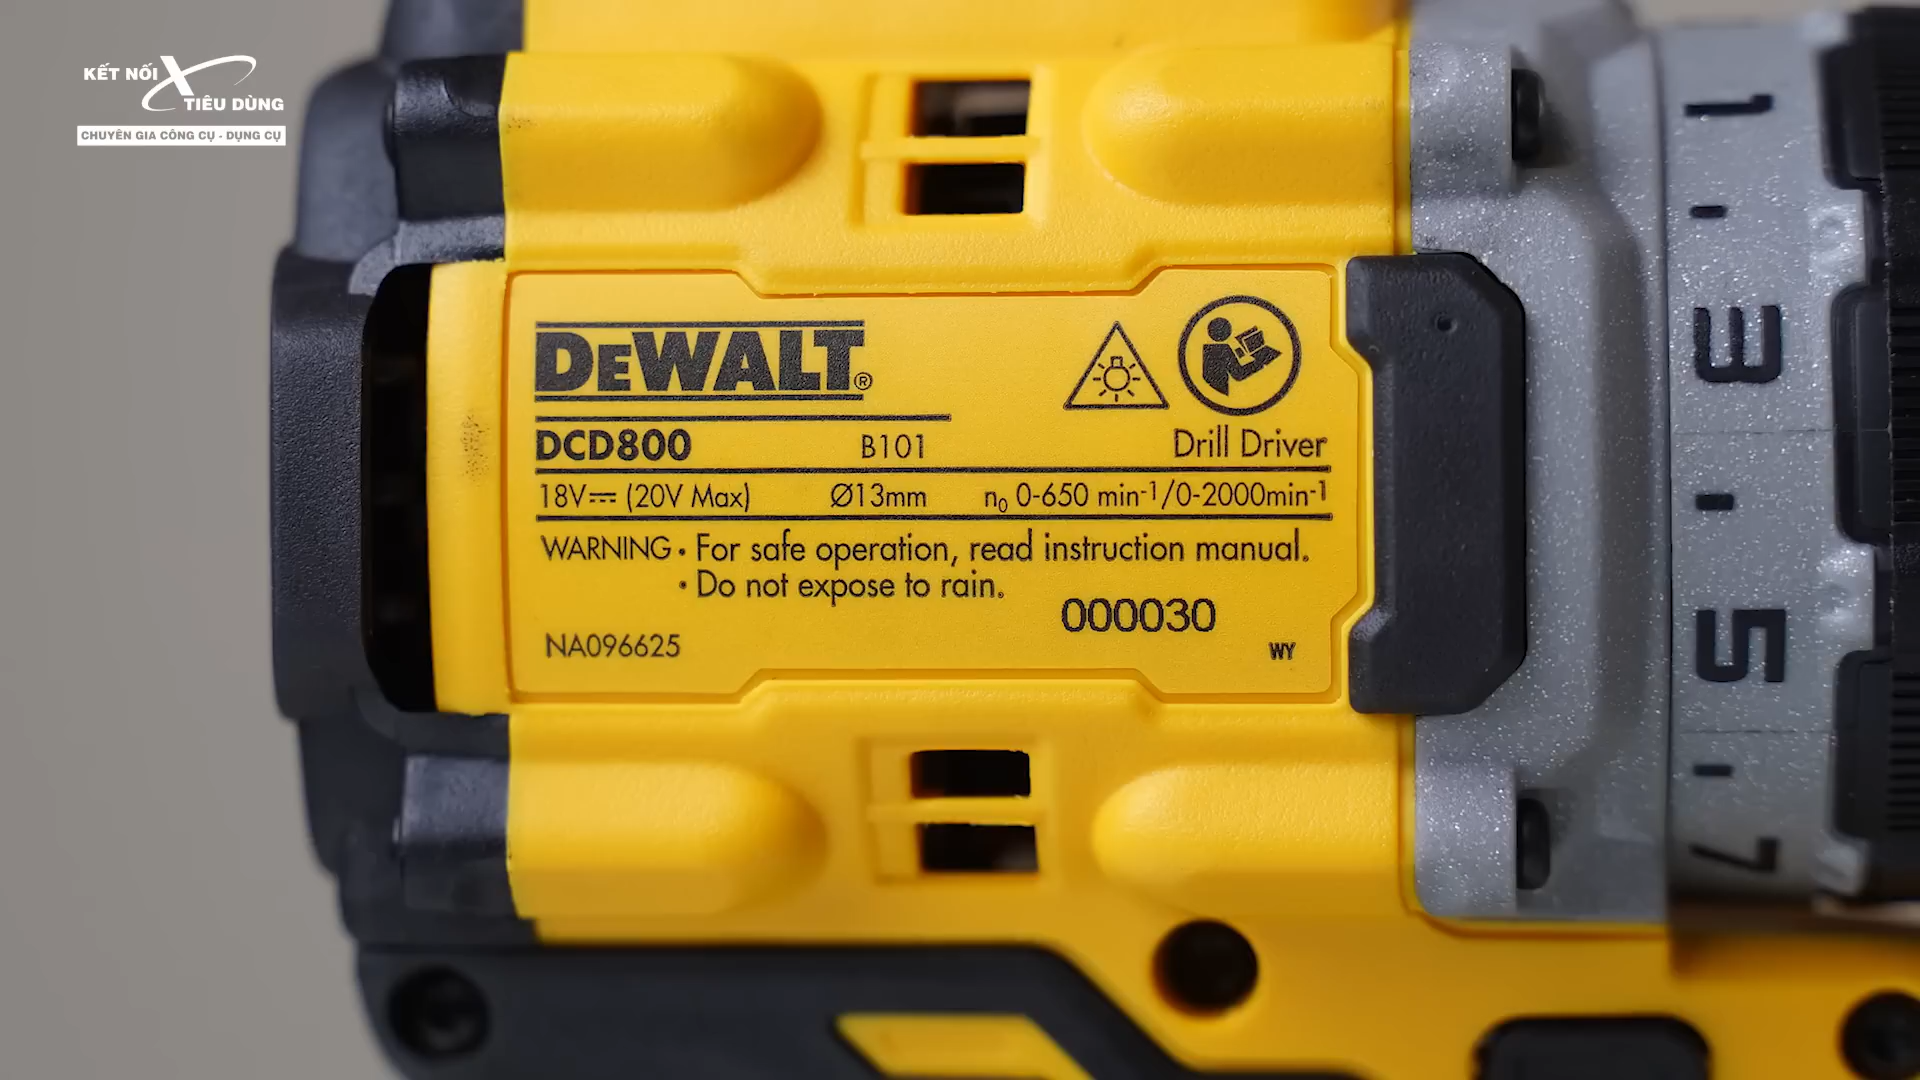 KẾT NỐI
TIÊU DÙNG
CHUYÊN GIA CÔNG CỤ - DỤNG CỤ
DEWALT®
DCD800 B101 Drill Driver
18V⎓ (20V Max) Ø13mm n₀ 0-650 min⁻¹/0-2000min⁻¹
WARNING • For safe operation, read instruction manual.
• Do not expose to rain.
000030
NA096625 WY
1
3
5
7